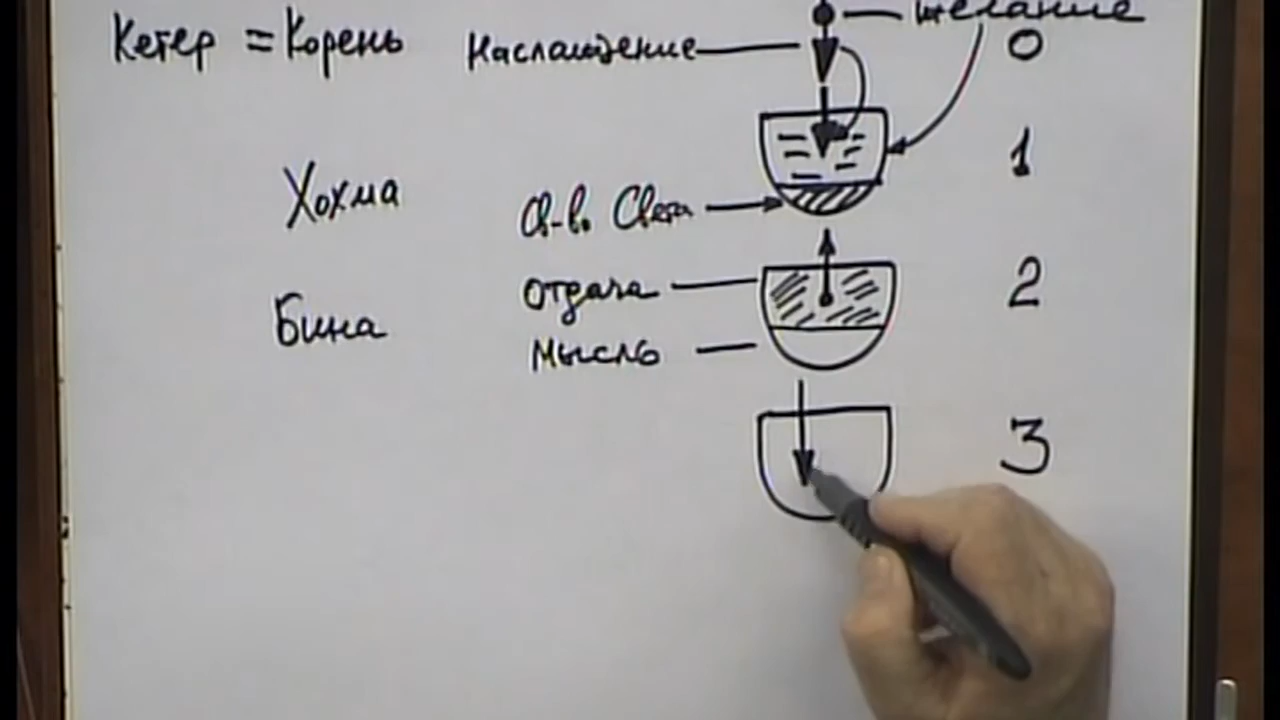 желание
Кетер = Корень Наслаждение 0
Хохма 1
Св-во Света
Бина отдача 2
мысль
3